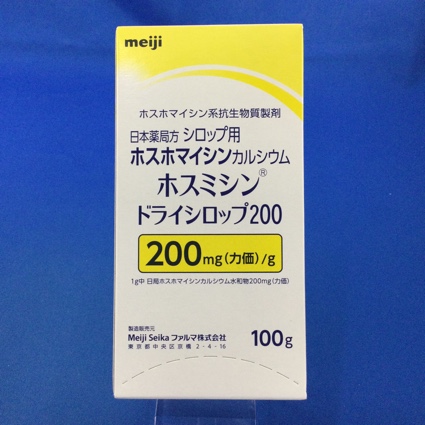 meiji
ホスホマイシン系抗生物質製剤
日本薬局方 シロップ用
ホスホマイシンカルシウム
ホスミシン®
ドライシロップ200
200mg(力価)/g
1g中 日局ホスホマイシンカルシウム水和物200mg(力価)
製造販売元
Meiji Seika ファルマ株式会社
東京都中央区京橋2-4-16
100g